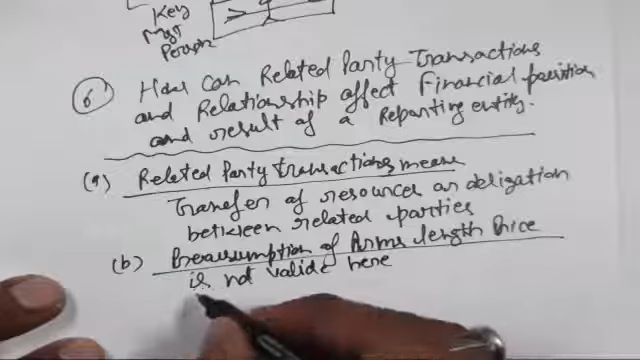 Key
Mgt
Person
6 How can Related Party Transactions
and Relationship affect Financial position
and result of a Reporting entity.
(a) Related Party transactions means
Transfer of resources or obligation
between related parties
(b) Preasumption of Arms length Price
is not valide here